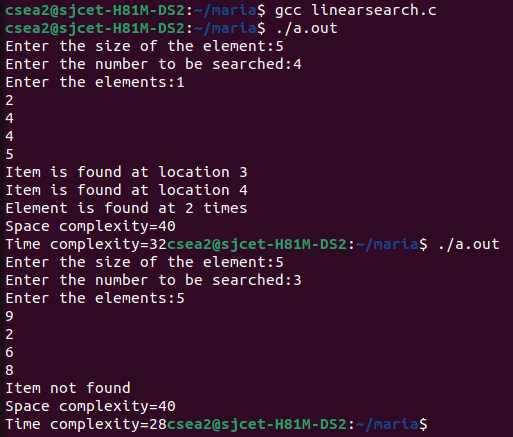 csea2@sjcet-H81M-DS2:~/maria$ gcc linearsearch.c
csea2@sjcet-H81M-DS2:~/maria$ ./a.out
Enter the size of the element:5
Enter the number to be searched:4
Enter the elements:1
2
4
4
5
Item is found at location 3
Item is found at location 4
Element is found at 2 times
Space complexity=40
Time complexity=32csea2@sjcet-H81M-DS2:~/maria$ ./a.out
Enter the size of the element:5
Enter the number to be searched:3
Enter the elements:5
9
2
6
8
Item not found
Space complexity=40
Time complexity=28csea2@sjcet-H81M-DS2:~/maria$